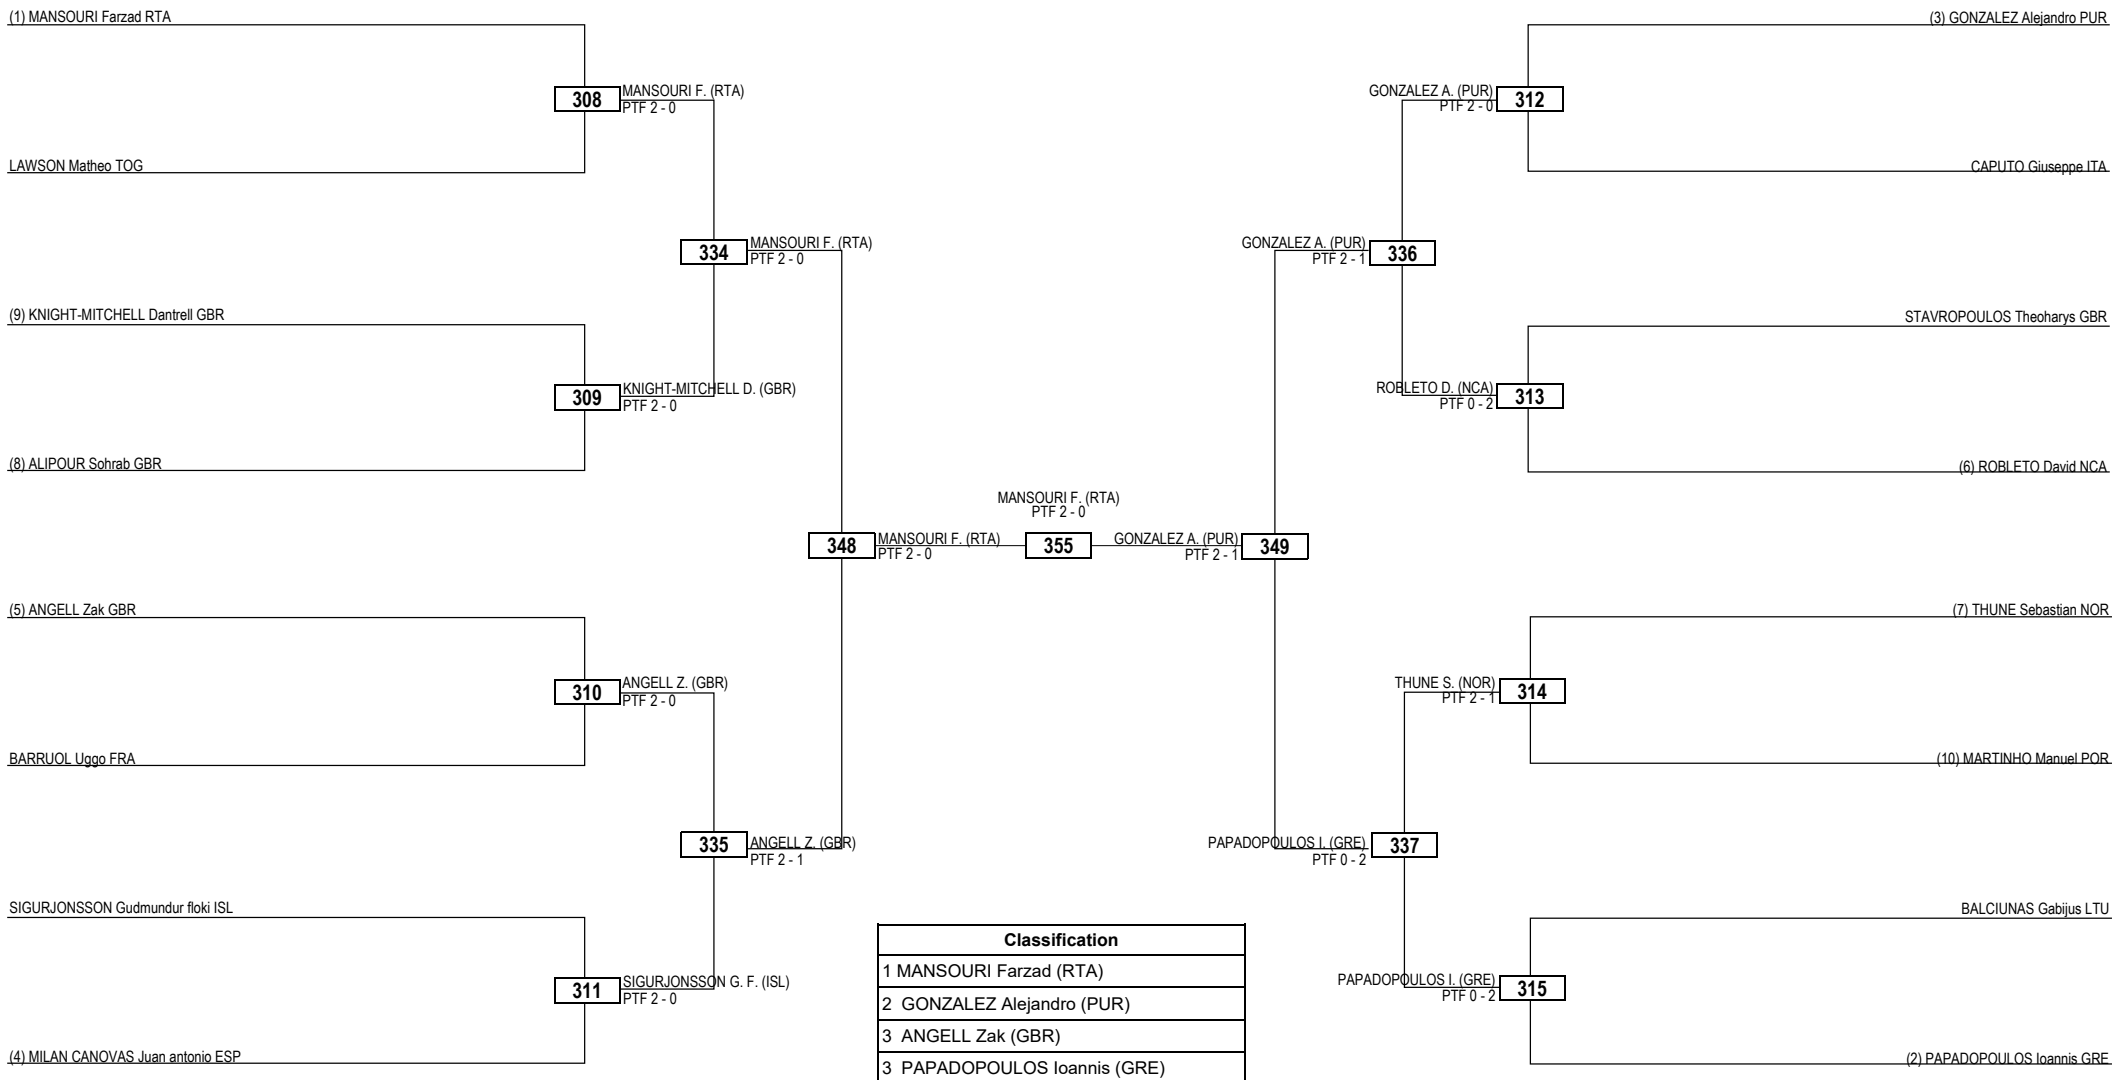 (1) MANSOURI Farzad RTA
308
MANSOURI F. (RTA)
PTF 2 - 0
LAWSON Matheo TOG
334
MANSOURI F. (RTA)
PTF 2 - 0
(9) KNIGHT-MITCHELL Dantrell GBR
309
KNIGHT-MITCHELL D. (GBR)
PTF 2 - 0
(8) ALIPOUR Sohrab GBR
348
MANSOURI F. (RTA)
PTF 2 - 0
(5) ANGELL Zak GBR
310
ANGELL Z. (GBR)
PTF 2 - 0
BARRUOL Uggo FRA
335
ANGELL Z. (GBR)
PTF 2 - 1
SIGURJONSSON Gudmundur floki ISL
311
SIGURJONSSON G. F. (ISL)
PTF 2 - 0
(4) MILAN CANOVAS Juan antonio ESP
MANSOURI F. (RTA)
PTF 2 - 0
355
(3) GONZALEZ Alejandro PUR
GONZALEZ A. (PUR)
PTF 2 - 0
312
CAPUTO Giuseppe ITA
GONZALEZ A. (PUR)
PTF 2 - 1
336
STAVROPOULOS Theoharys GBR
ROBLETO D. (NCA)
PTF 0 - 2
313
(6) ROBLETO David NCA
GONZALEZ A. (PUR)
PTF 2 - 1
349
(7) THUNE Sebastian NOR
THUNE S. (NOR)
PTF 2 - 1
314
(10) MARTINHO Manuel POR
PAPADOPOULOS I. (GRE)
PTF 0 - 2
337
BALCIUNAS Gabijus LTU
PAPADOPOULOS I. (GRE)
PTF 0 - 2
315
(2) PAPADOPOULOS Ioannis GRE
Classification
1 MANSOURI Farzad (RTA)
2 GONZALEZ Alejandro (PUR)
3 ANGELL Zak (GBR)
3 PAPADOPOULOS Ioannis (GRE)